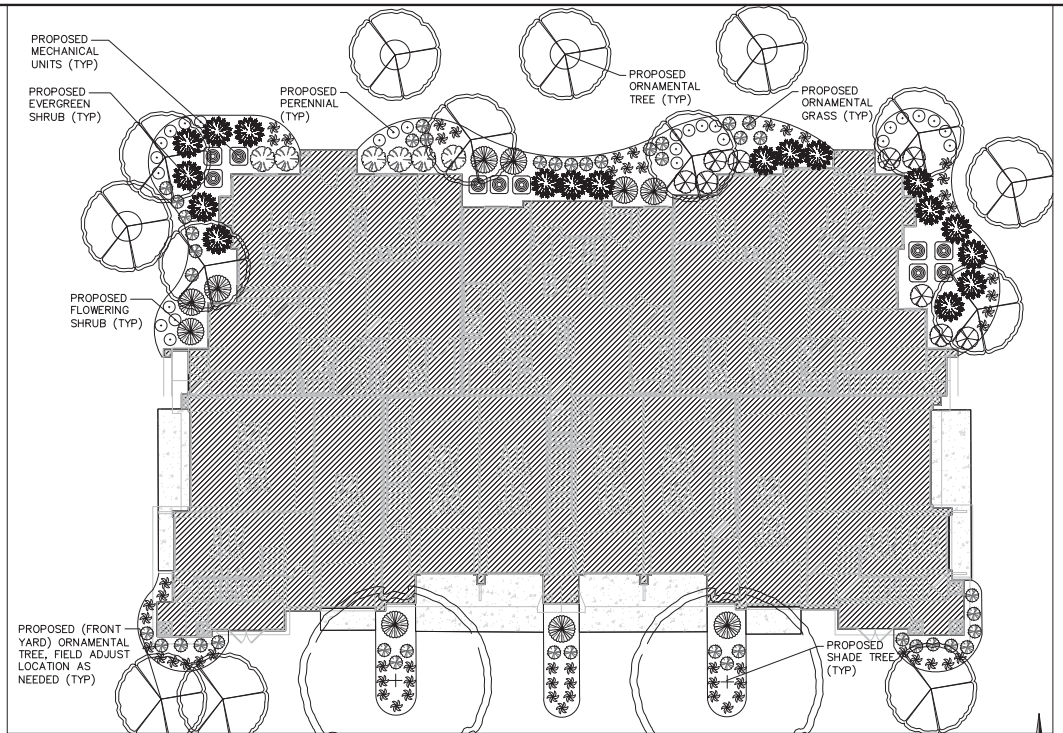 PROPOSED
MECHANICAL
UNITS (TYP)
PROPOSED
EVERGREEN
SHRUB (TYP)
PROPOSED
PERENNIAL
(TYP)
PROPOSED
ORNAMENTAL
TREE (TYP)
PROPOSED
ORNAMENTAL
GRASS (TYP)
PROPOSED
FLOWERING
SHRUB (TYP)
PROPOSED (FRONT
YARD) ORNAMENTAL
TREE, FIELD ADJUST
LOCATION AS
NEEDED (TYP)
PROPOSED
SHADE TREE
(TYP)